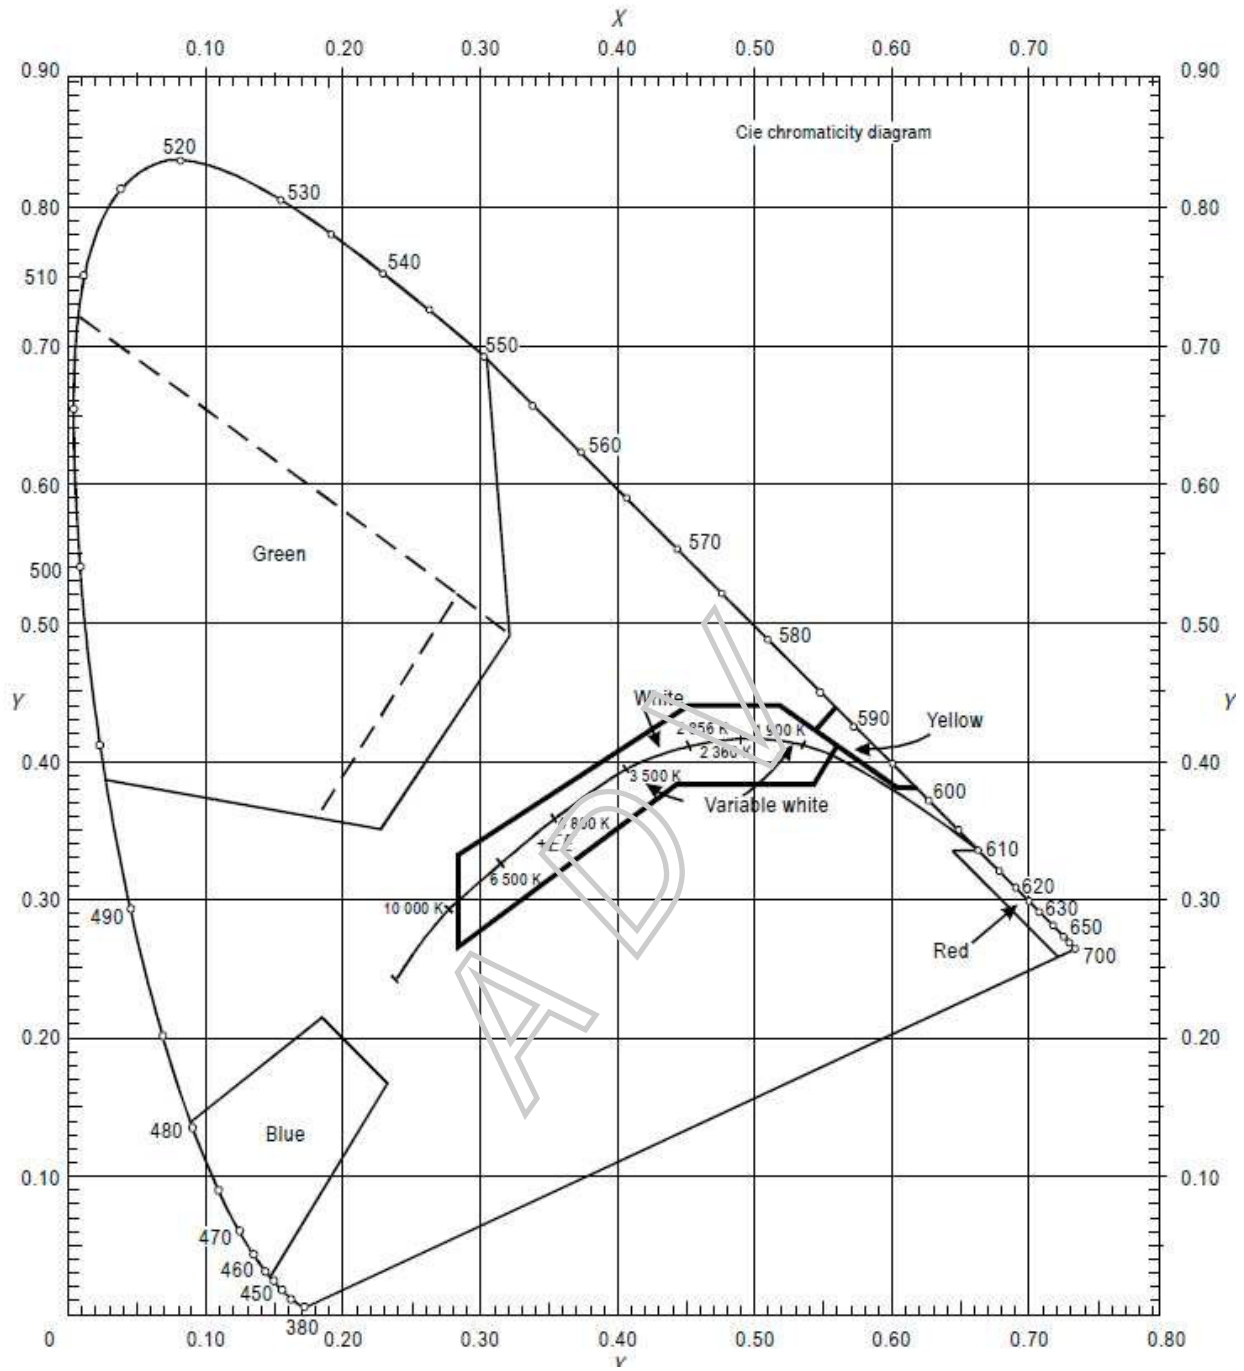 X
0.10 0.20 0.30 0.40 0.50 0.60 0.70
0.90 0.90
Cie chromaticity diagram
520
530
0.80 0.80
540
510
550
0.70 0.70
560
0.60 0.60
570
Green
500
0.50 580 0.50
White
Y Y
590 Yellow
2 856 K 1 900 K
2 360 K
0.40 0.40
3 500 K
600
Variable white
4 800 K
+E
610
6 500 K
620
0.30 10 000 K 0.30
630
490
650
Red
700
0.20 0.20
480 Blue
0.10 0.10
470
460
450
380
0 0.10 0.20 0.30 0.40 0.50 0.60 0.70 0.80
ADV